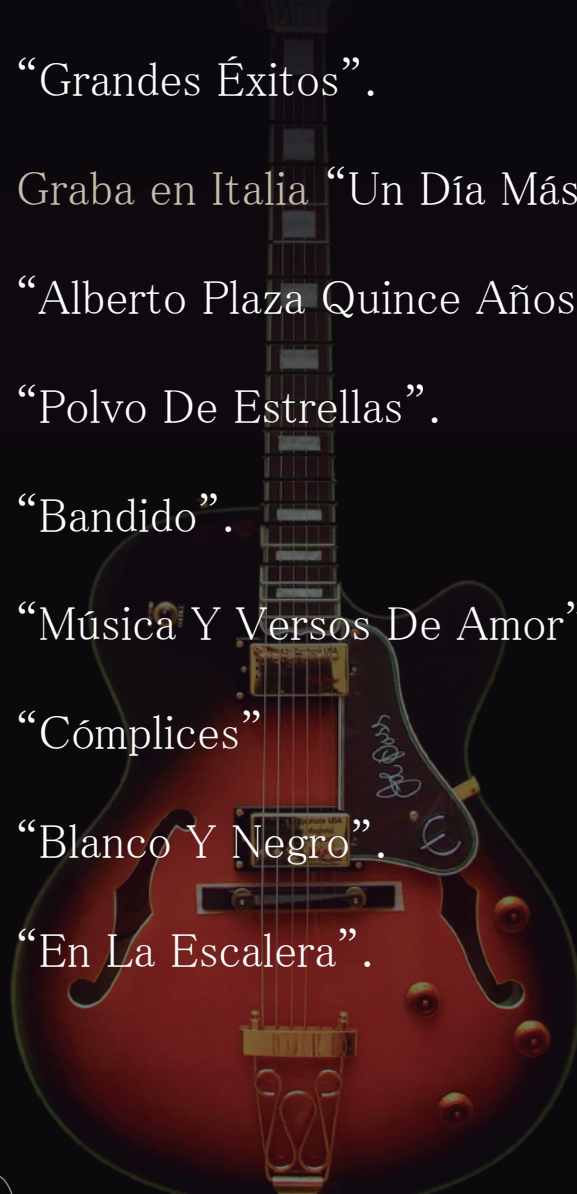 “Grandes Éxitos”.
Graba en Italia “Un Día Más
“Alberto Plaza Quince Años
“Polvo De Estrellas”.
“Bandido”.
“Música Y Versos De Amor”
“Cómplices”
“Blanco Y Negro”.
“En La Escalera”.